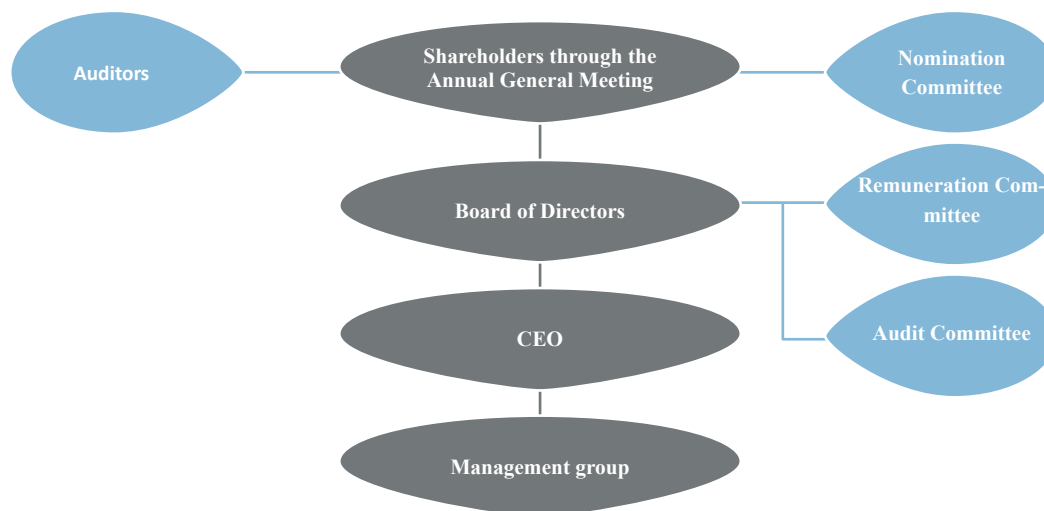 Auditors
Shareholders through the
Annual General Meeting
Nomination
Committee
Board of Directors
Remuneration Com-
mittee
CEO
Audit Committee
Management group